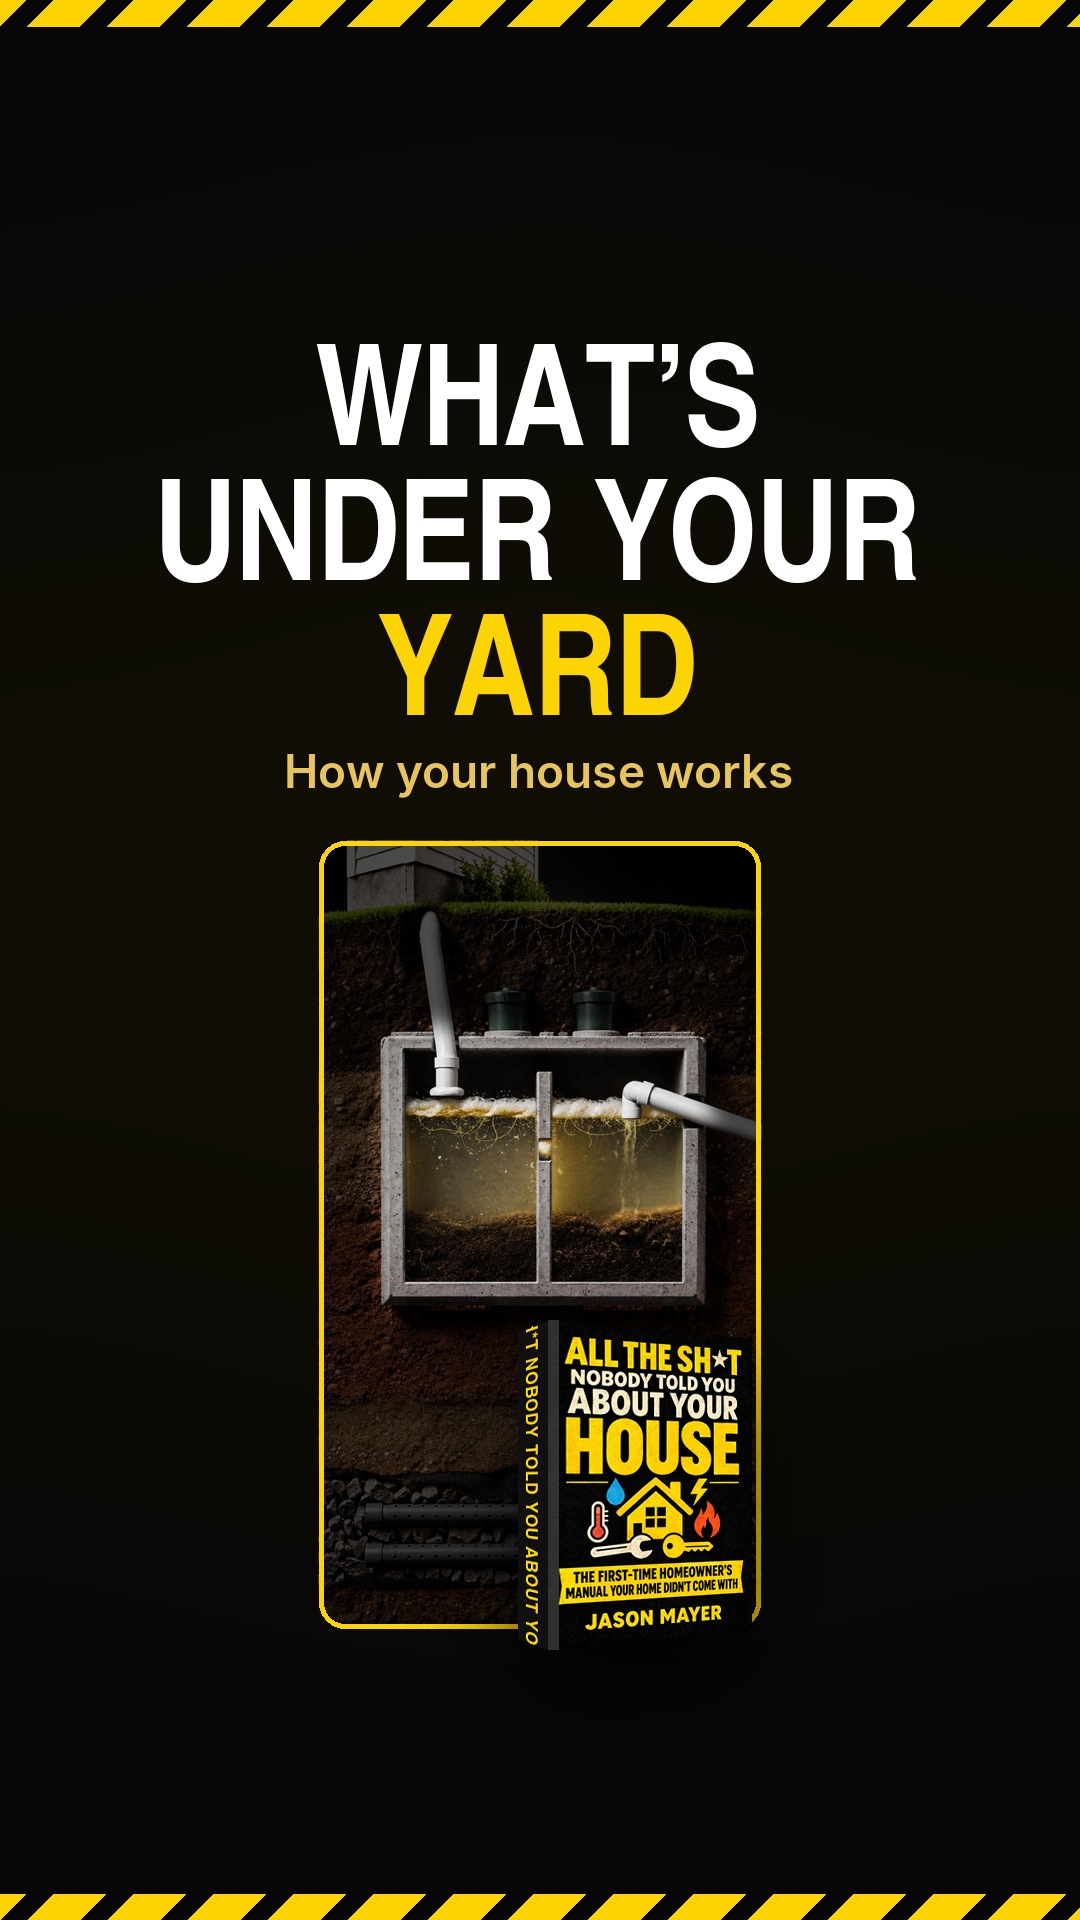 WHAT’S
UNDER YOUR
YARD
How your house works
ALL THE SH★T
NOBODY TOLD YOU
ABOUT YOUR
HOUSE
THE FIRST-TIME HOMEOWNER'S
MANUAL YOUR HOME DIDN'T COME WITH
JASON MAYER
*T NOBODY TOLD YOU ABOUT YO